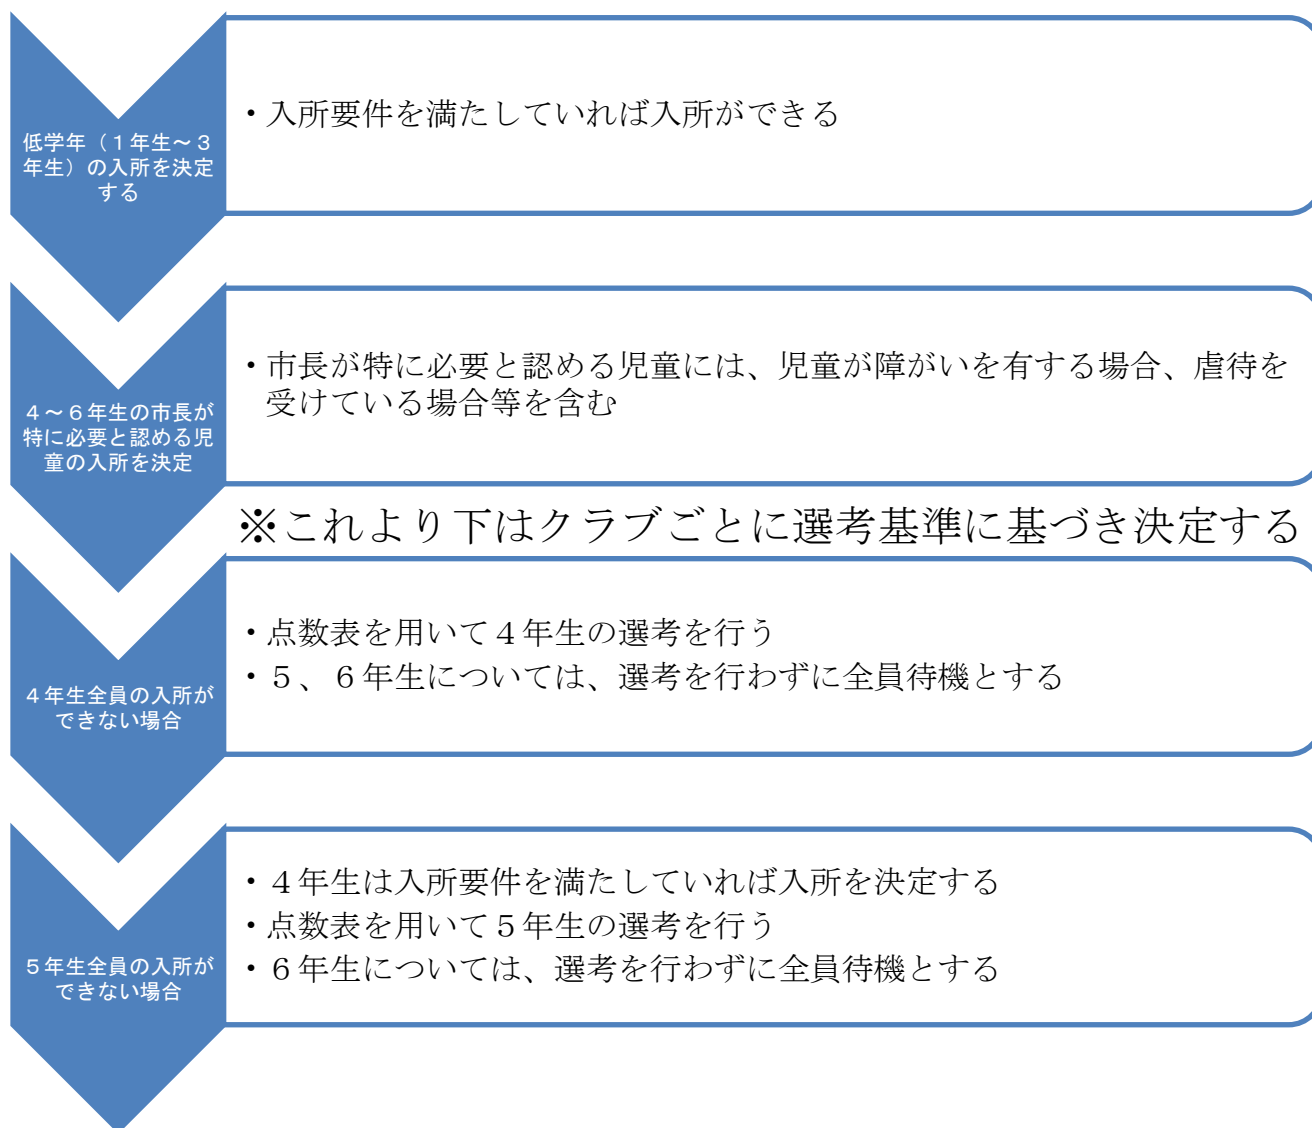 低学年（１年生～３
年生）の入所を決定
する
・入所要件を満たしていれば入所ができる
４～６年生の市長が
特に必要と認める児
童の入所を決定
・市長が特に必要と認める児童には、児童が障がいを有する場合、虐待を
受けている場合等を含む
※これより下はクラブごとに選考基準に基づき決定する
４年生全員の入所が
できない場合
・点数表を用いて４年生の選考を行う
・５、６年生については、選考を行わずに全員待機とする
５年生全員の入所が
できない場合
・４年生は入所要件を満たしていれば入所を決定する
・点数表を用いて５年生の選考を行う
・６年生については、選考を行わずに全員待機とする